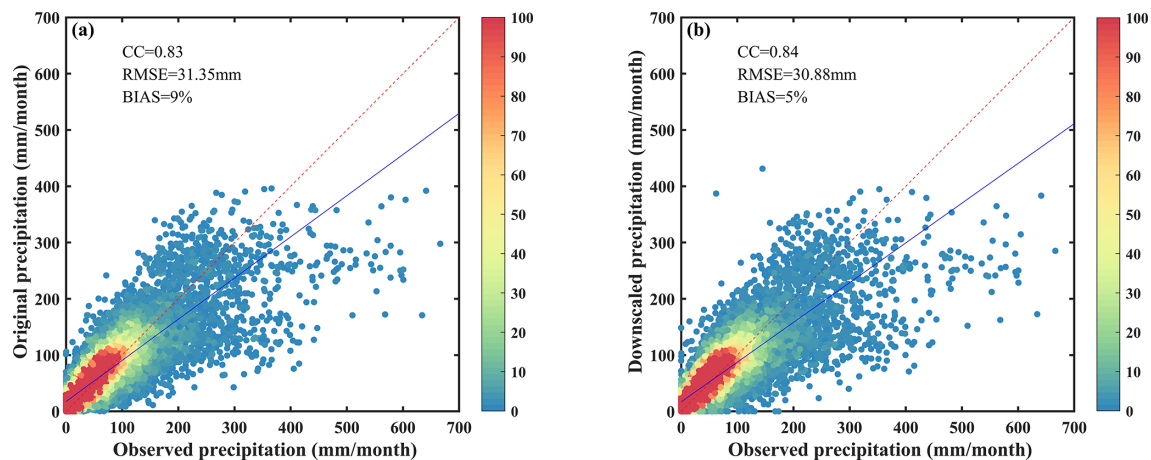 (a)
CC=0.83
RMSE=31.35mm
BIAS=9%
Original precipitation (mm/month)
700
600
500
400
300
200
100
0
0 100 200 300 400 500 600 700
Observed precipitation (mm/month)
100
90
80
70
60
50
40
30
20
10
0
(b)
CC=0.84
RMSE=30.88mm
BIAS=5%
Downscaled precipitation (mm/month)
700
600
500
400
300
200
100
0
0 100 200 300 400 500 600 700
Observed precipitation (mm/month)
100
90
80
70
60
50
40
30
20
10
0